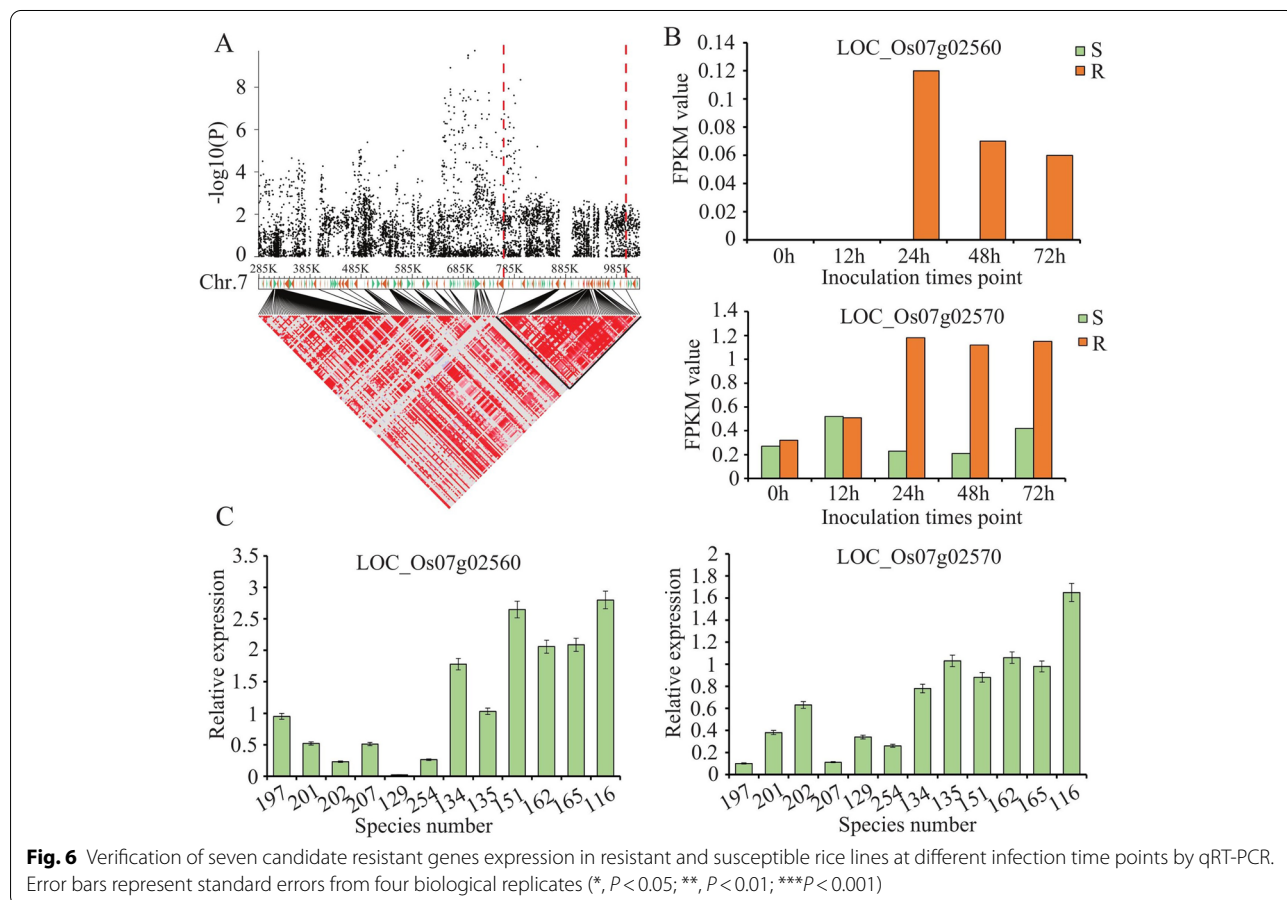 A
-log10(P)
8
6
4
2
0
285K 385K 485K 585K 685K 785K 885K 985K
Chr.7
B
LOC_Os07g02560
S
R
FPKM value
0.14
0.12
0.1
0.08
0.06
0.04
0.02
0
0h 12h 24h 48h 72h
Inoculation times point
LOC_Os07g02570
S
R
FPKM value
1.4
1.2
1
0.8
0.6
0.4
0.2
0
0h 12h 24h 48h 72h
Inoculation times point
C
LOC_Os07g02560
Relative expression
3.5
3
2.5
2
1.5
1
0.5
0
197 201 202 207 129 254 134 135 151 162 165 116
Species number
LOC_Os07g02570
Relative expression
2
1.8
1.6
1.4
1.2
1
0.8
0.6
0.4
0.2
0
197 201 202 207 129 254 134 135 151 162 165 116
Species number
Fig. 6 Verification of seven candidate resistant genes expression in resistant and susceptible rice lines at different infection time points by qRT-PCR.
Error bars represent standard errors from four biological replicates (*, P < 0.05; **, P < 0.01; ***P < 0.001)